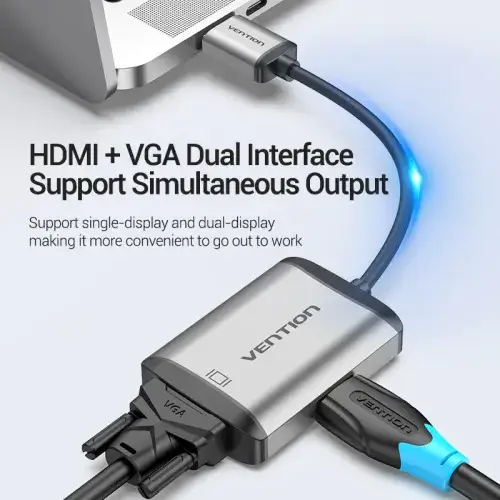 VENTION
HDMI + VGA Dual Interface
Support Simultaneous Output
Support single-display and dual-display
making it more convenient to go out to work
VENTION
VGA
VENTION